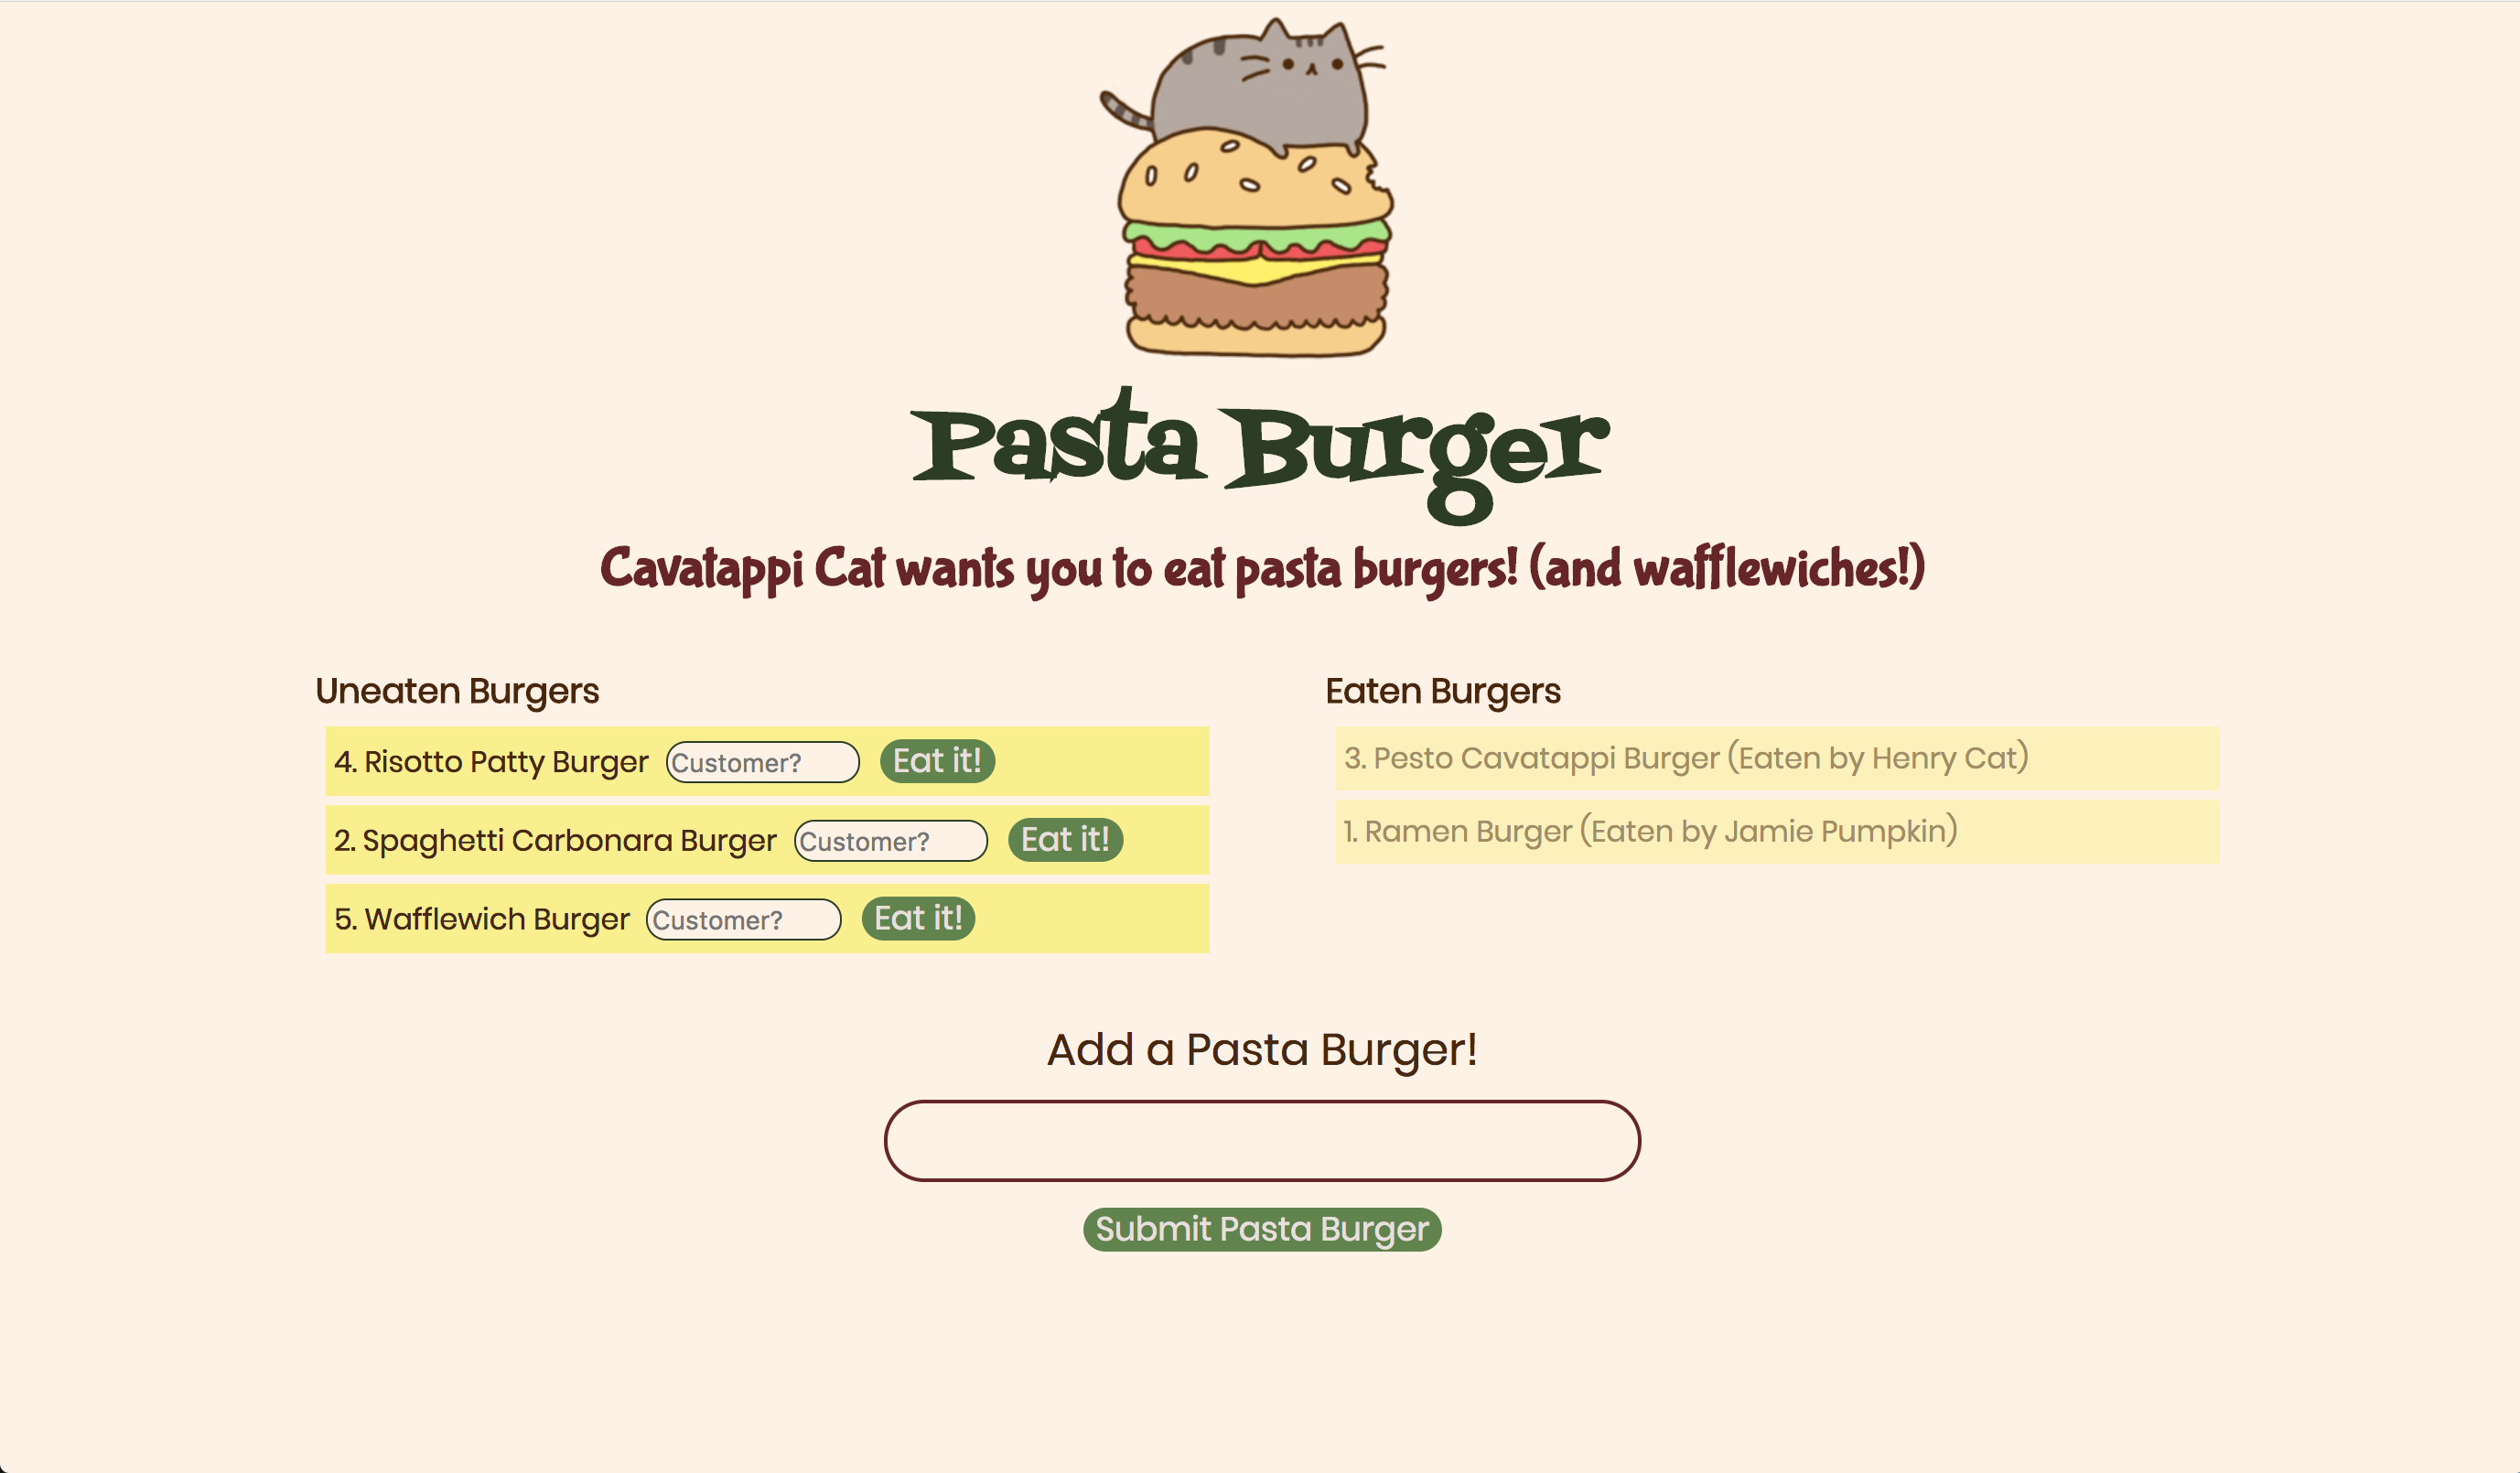 Pasta Burger
Cavatappi Cat wants you to eat pasta burgers! (and wafflewiches!)
Uneaten Burgers
4. Risotto Patty Burger Customer? Eat it!
2. Spaghetti Carbonara Burger Customer? Eat it!
5. Wafflewich Burger Customer? Eat it!
Eaten Burgers
3. Pesto Cavatappi Burger (Eaten by Henry Cat)
1. Ramen Burger (Eaten by Jamie Pumpkin)
Add a Pasta Burger!
Submit Pasta Burger